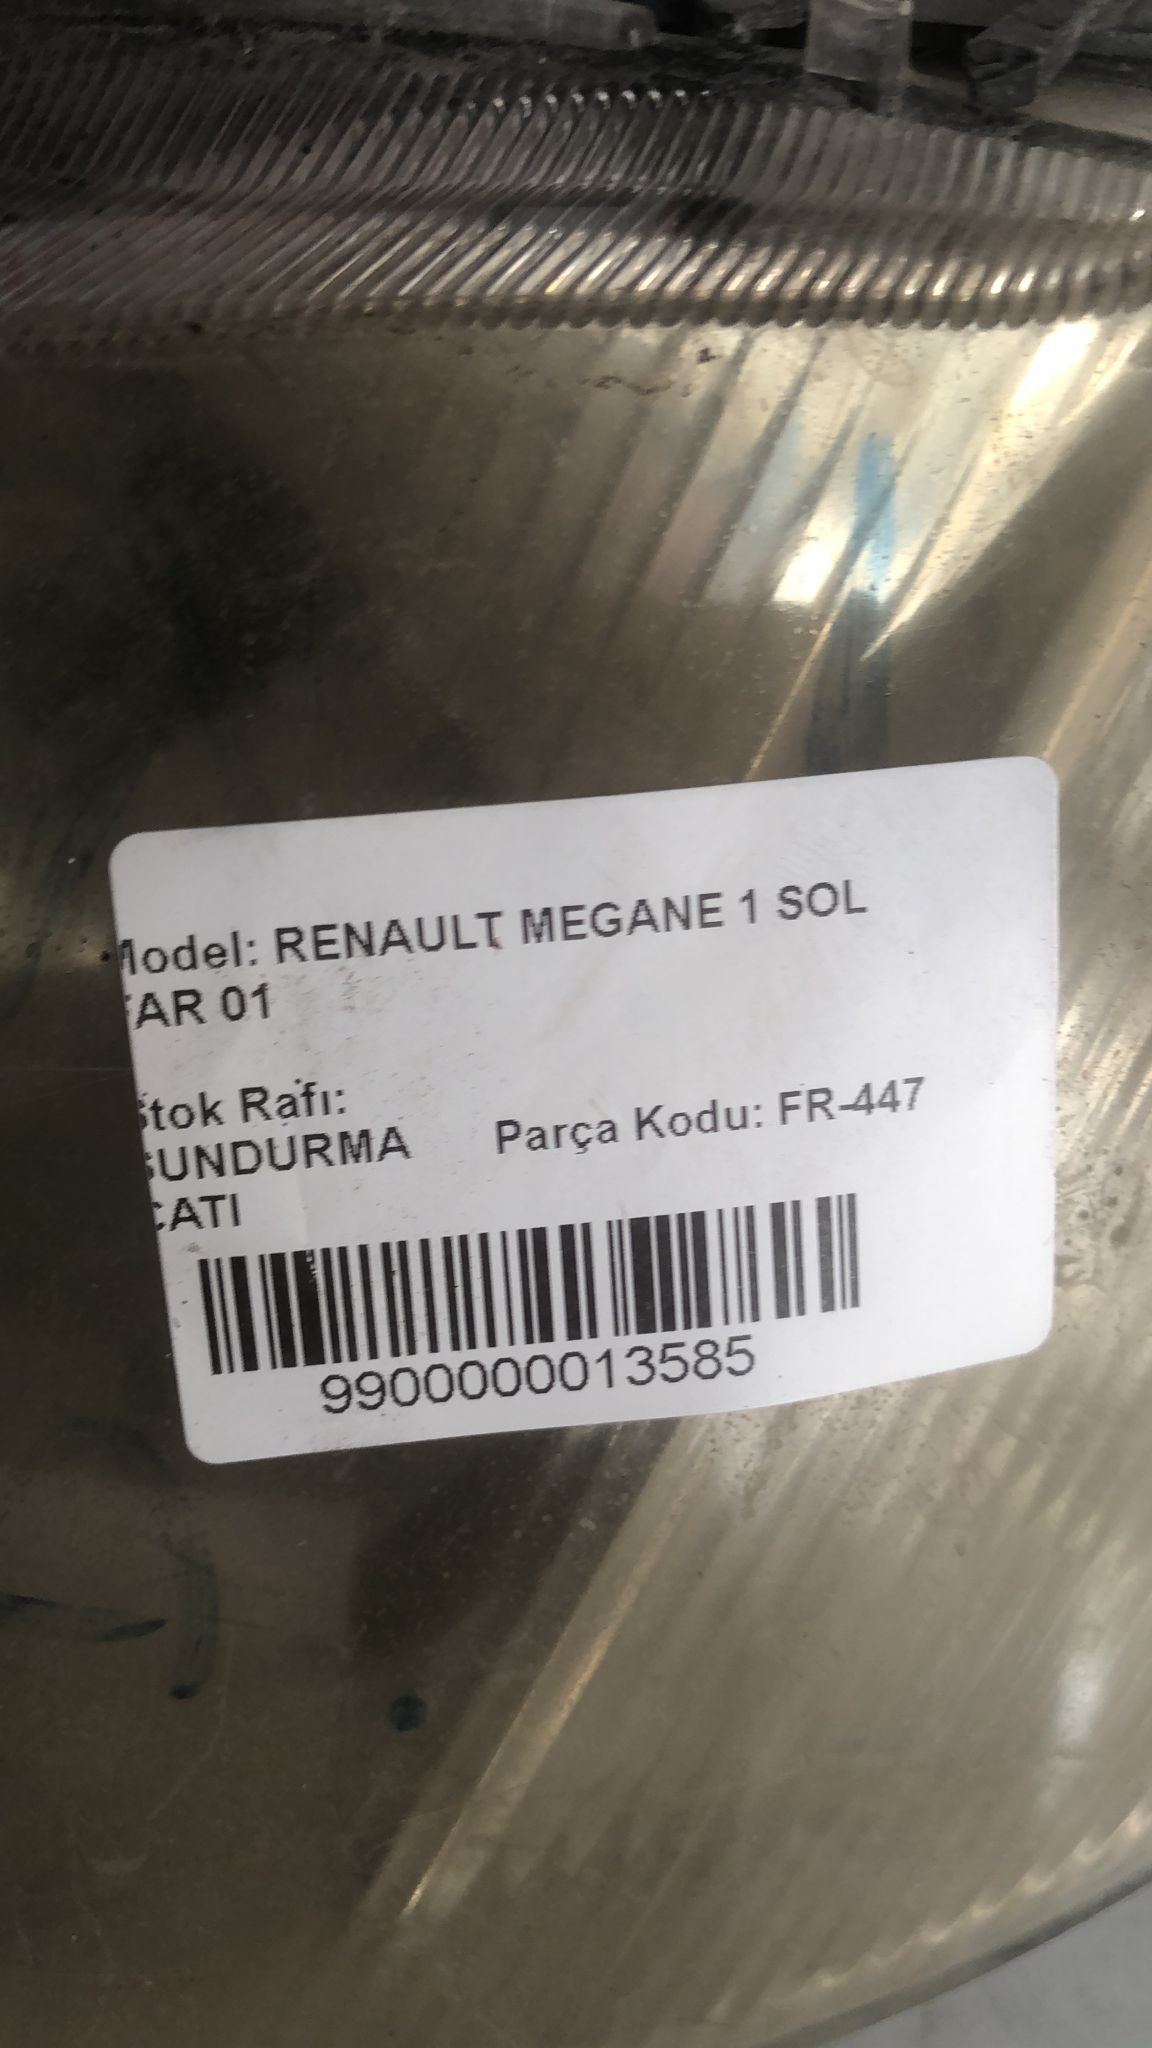 Model: RENAULT MEGANE 1 SOL
FAR 01
Stok Rafı:
SUNDURMA
ÇATI
Parça Kodu: FR-447
9900000013585